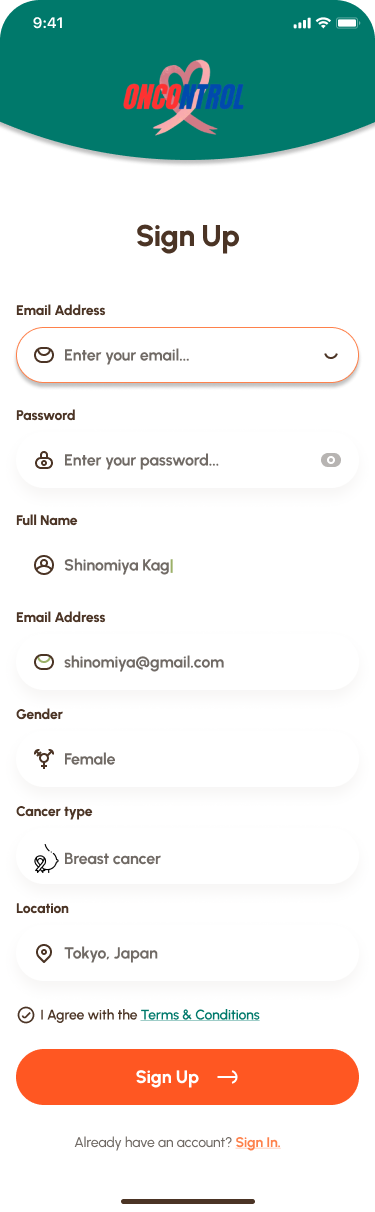 9:41
ONCONTROL
Sign Up
Email Address
Enter your email...
Password
Enter your password...
Full Name
Shinomiya Kag
Email Address
shinomiya@gmail.com
Gender
Female
Cancer type
Breast cancer
Location
Tokyo, Japan
I Agree with the Terms & Conditions
Sign Up
Already have an account? Sign In.